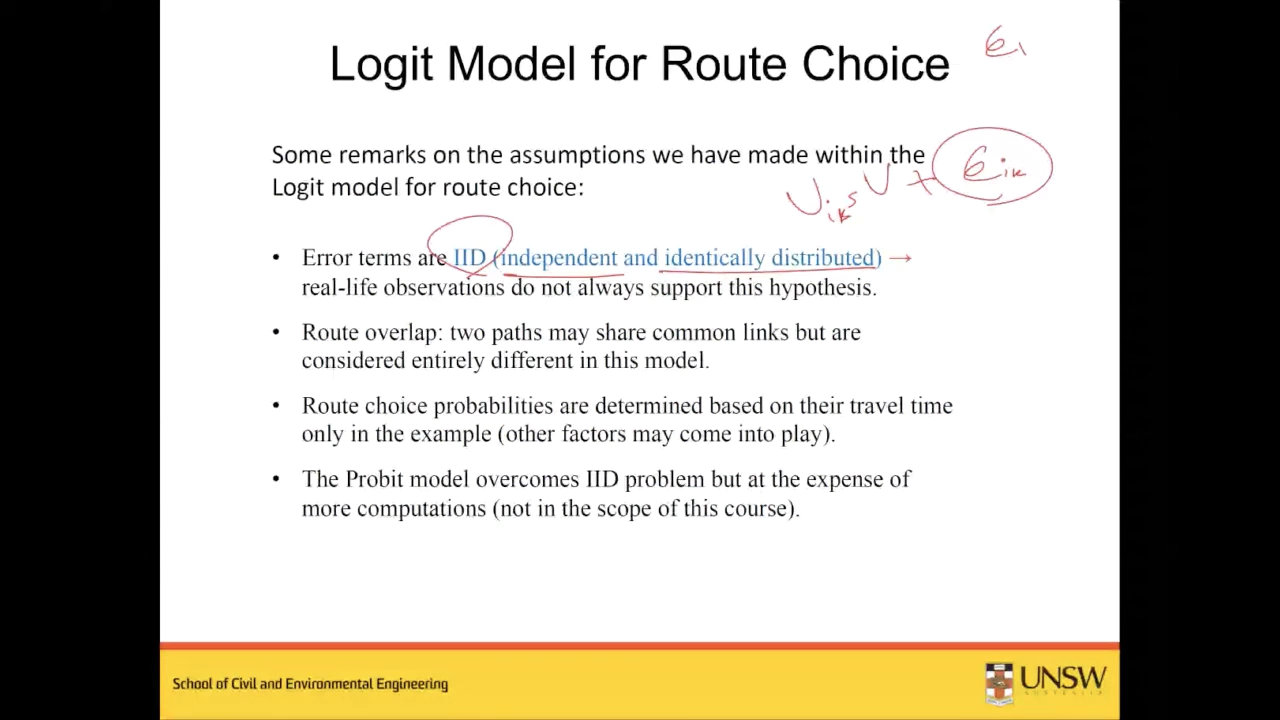 Logit Model for Route Choice
ϵ₁
Some remarks on the assumptions we have made within the
Logit model for route choice:
U_ik = V + ϵ_ik
• Error terms are IID (independent and identically distributed) →
real-life observations do not always support this hypothesis.
• Route overlap: two paths may share common links but are
considered entirely different in this model.
• Route choice probabilities are determined based on their travel time
only in the example (other factors may come into play).
• The Probit model overcomes IID problem but at the expense of
more computations (not in the scope of this course).
School of Civil and Environmental Engineering
UNSW
AUSTRALIA